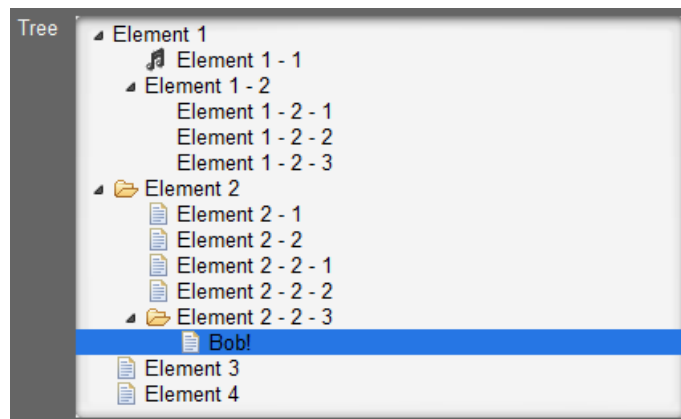 Tree
Element 1
Element 1 - 1
Element 1 - 2
Element 1 - 2 - 1
Element 1 - 2 - 2
Element 1 - 2 - 3
Element 2
Element 2 - 1
Element 2 - 2
Element 2 - 2 - 1
Element 2 - 2 - 2
Element 2 - 2 - 3
Bob!
Element 3
Element 4